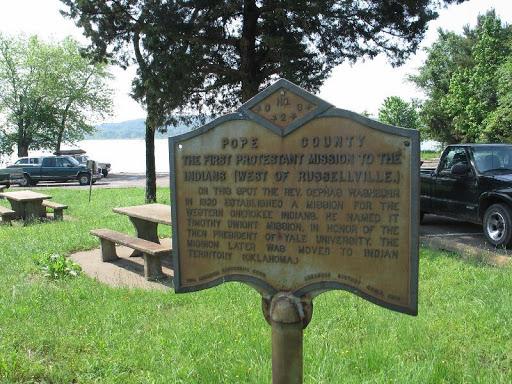 NO.
POPE COUNTY
THE FIRST PROTESTANT MISSION TO THE
INDIANS (WEST OF RUSSELLVILLE.)
ON THIS SPOT THE REV. CEPHAS WASHBURN
IN 1820 ESTABLISHED A MISSION FOR THE
WESTERN CHEROKEE INDIANS. HE NAMED IT
TIMOTHY DWIGHT MISSION, IN HONOR OF THE
THEN PRESIDENT OF YALE UNIVERSITY. THE
MISSION LATER WAS MOVED TO INDIAN
TERRITORY (OKLAHOMA)